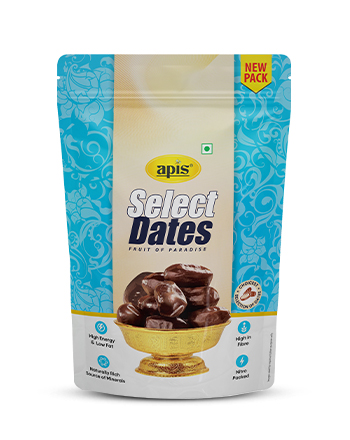 NEW
PACK
apis®
Select
Dates
FRUIT OF PARADISE
CHOICEST
High Energy
& Low Fat
High in
Fibre
Naturally Rich
Source of Minerals
Nitro
Packed